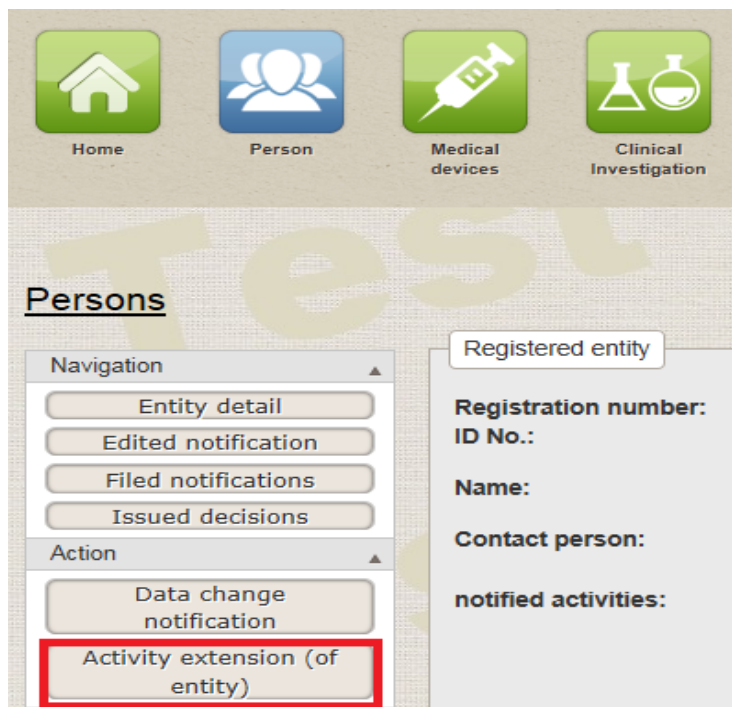 Home
Person
Medical
devices
Clinical
Investigation
Test
Persons
Navigation
Entity detail
Edited notification
Filed notifications
Issued decisions
Action
Data change
notification
Activity extension (of
entity)
Registered entity
Registration number:
ID No.:
Name:
Contact person:
notified activities: